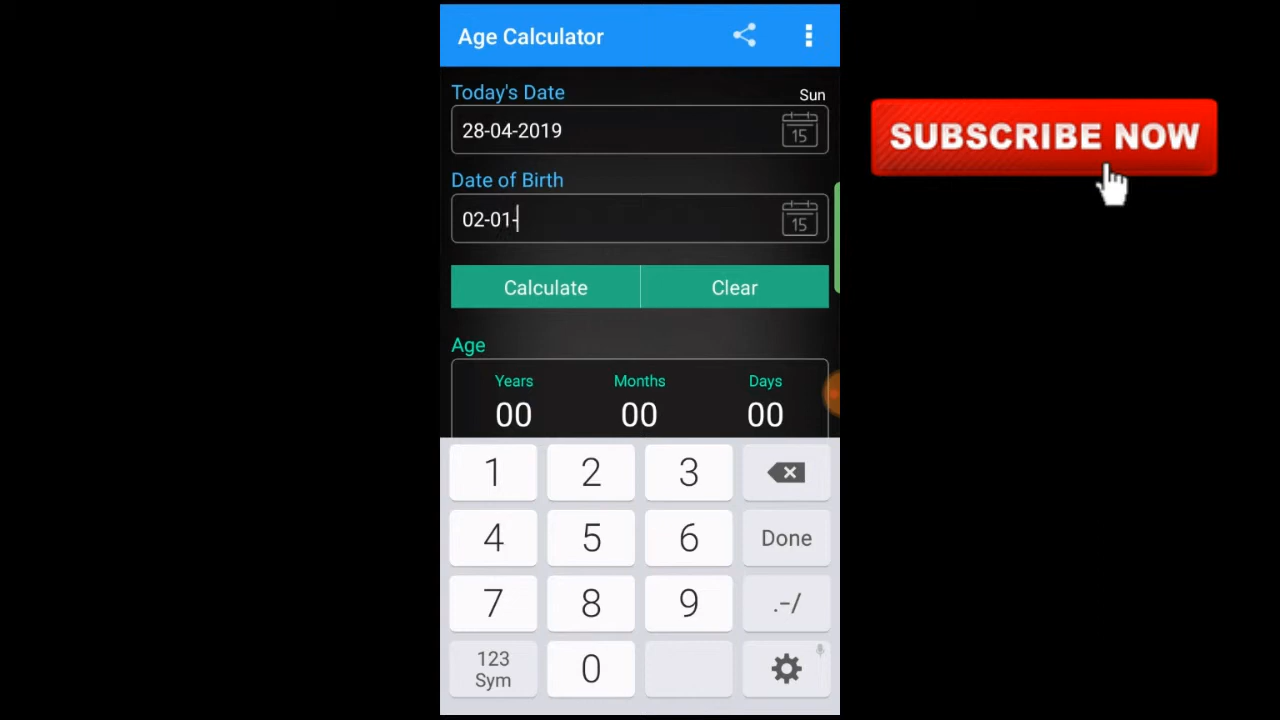 Age Calculator
Today's Date
Sun
28-04-2019
15
Date of Birth
02-01-
15
Calculate
Clear
Age
Years
Months
Days
00
00
00
1
2
3
4
5
6
Done
7
8
9
.-/
123
Sym
0
SUBSCRIBE NOW